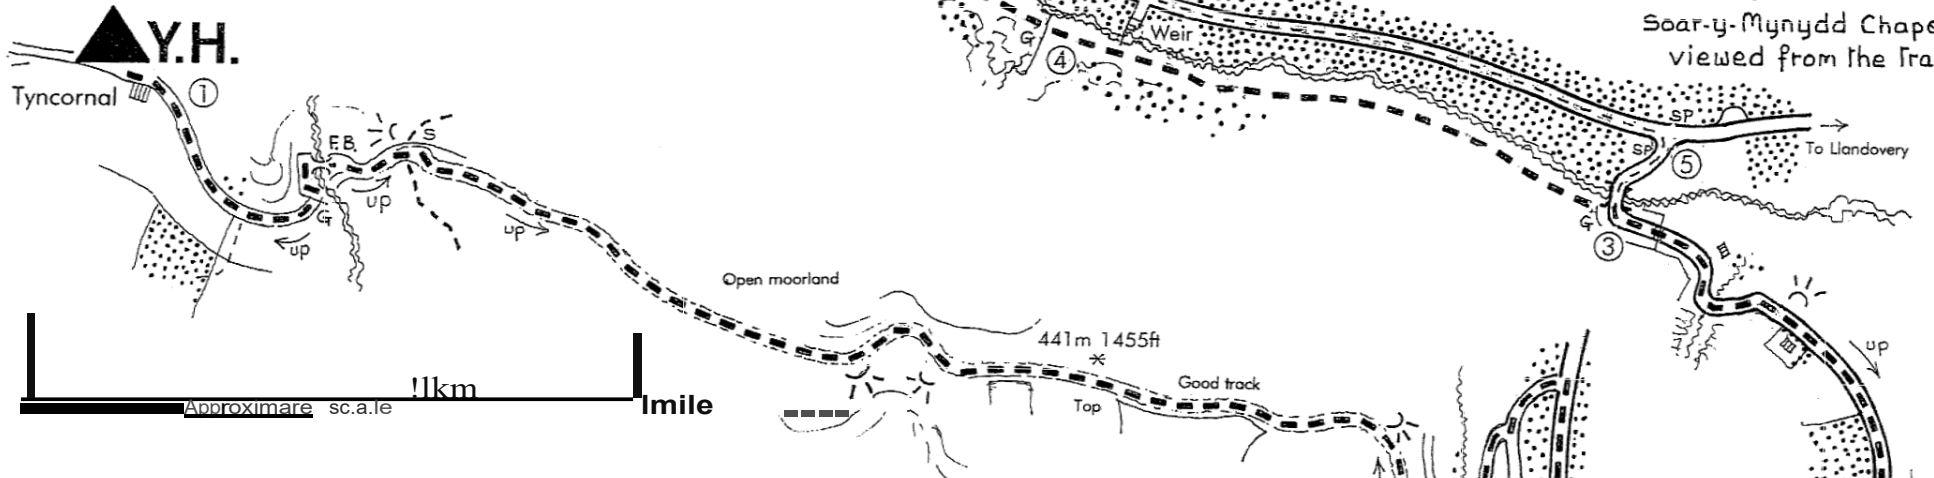 Y.H.
Tyncornal
1
F.B.
S
G
up
up
up
Open moorland
441m 1455ft
Top
Good track
!1km
Approximare sc.a.le
Imile
G
4
Weir
Soar-y-Mynydd Chape
viewed from the Tra
SP
SP
5
To Llandovery
G
3
up